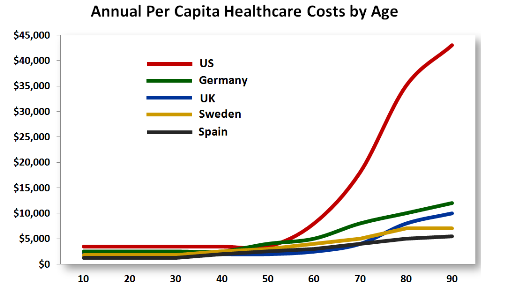 Annual Per Capita Healthcare Costs by Age
$45,000
$40,000
$35,000
$30,000
$25,000
$20,000
$15,000
$10,000
$5,000
$0
US
Germany
UK
Sweden
Spain
10 20 30 40 50 60 70 80 90